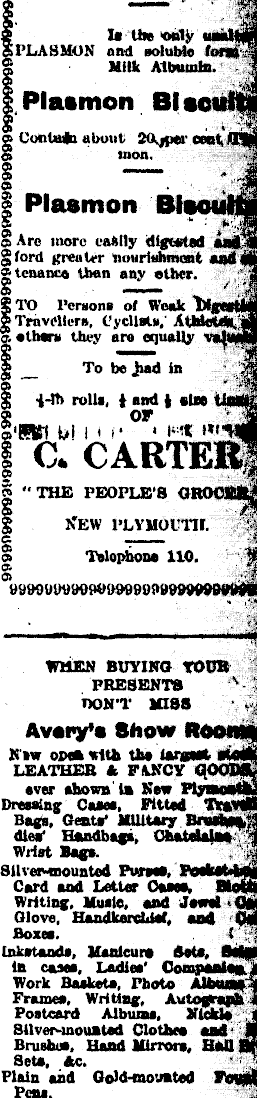 Is the only
PLASMON and soluble form
Milk Albumin.
Plasmon Biscuits
Contain about 20 per cent.
mon.
Plasmon Biscuits
Are more easily digested and
ford greater nourishment and
tenance than any other.
TO Persons of Weak
Travellers, Cyclists, Athletes,
others they are equally
To be had in
¼-lb rolls, ½ and ¼ size
OF
C. CARTER
"THE PEOPLE'S GROCER,
NEW PLYMOUTH.
Telephone 110.
WHEN BUYING YOUR
PRESENTS
DON'T MISS
Avery's Show Rooms
Now open with the largest stock
LEATHER & FANCY GOODS,
ever shown in New Plymouth.
Dressing Cases, Fitted
Bags, Gents' Military Brushes,
dies' Handbags, Chatelaine
Wrist Bags.
Silver-mounted Purses,
Card and Letter Cases,
Writing, Music, and Jewel
Glove, Handkerchief, and
Boxes.
Inkstands, Manicure Sets,
in cases, Ladies' Companion
Work Baskets, Photo Albums
Frames, Writing, Autograph
Postcard Albums, Nickle
Silver-mounted Clothes and
Brushes, Hand Mirrors, Hall
Sets, &c.
Plain and Gold-mounted
Pens.